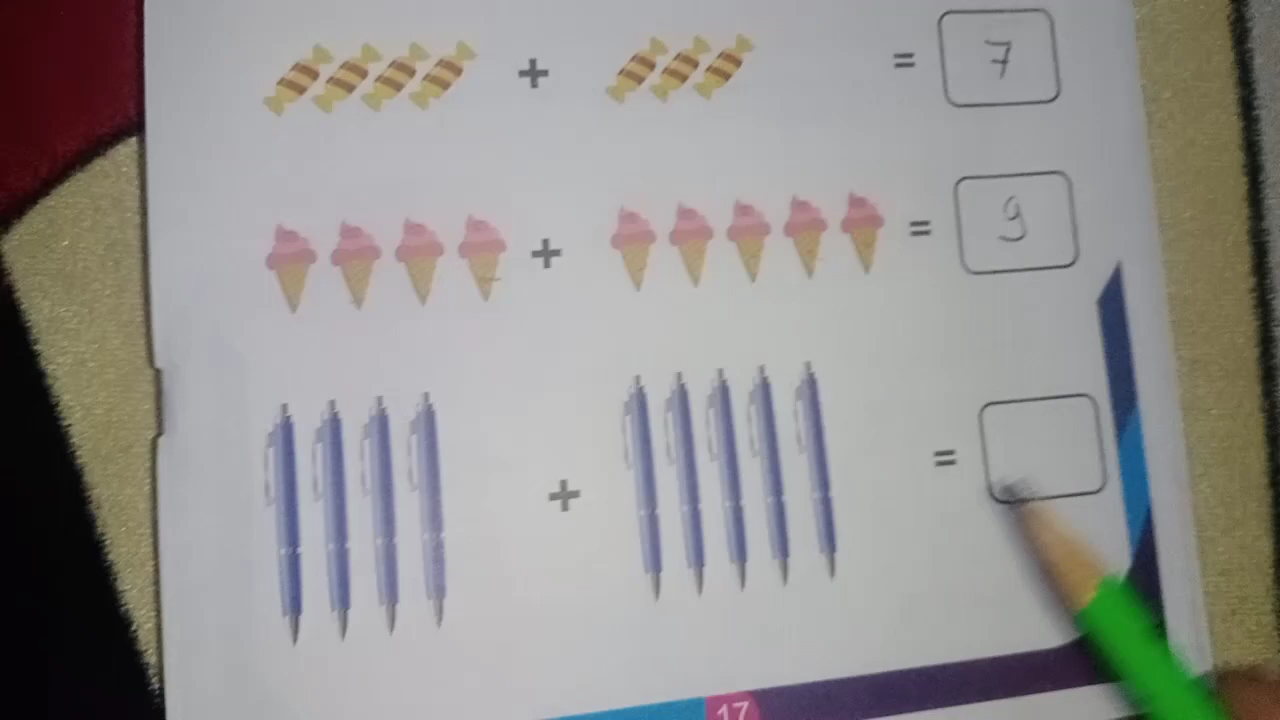 + = 7
+ = 9
+ =
17